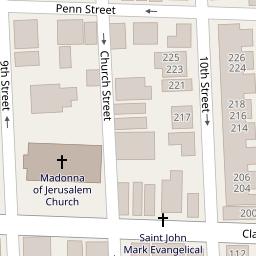 Penn Street
9th Street
Church Street
10th Street
225
223
221
226
224
217
218
216
214
206
204
200
Madonna
of Jerusalem
Church
Saint John
Mark Evangelical
Cla
112